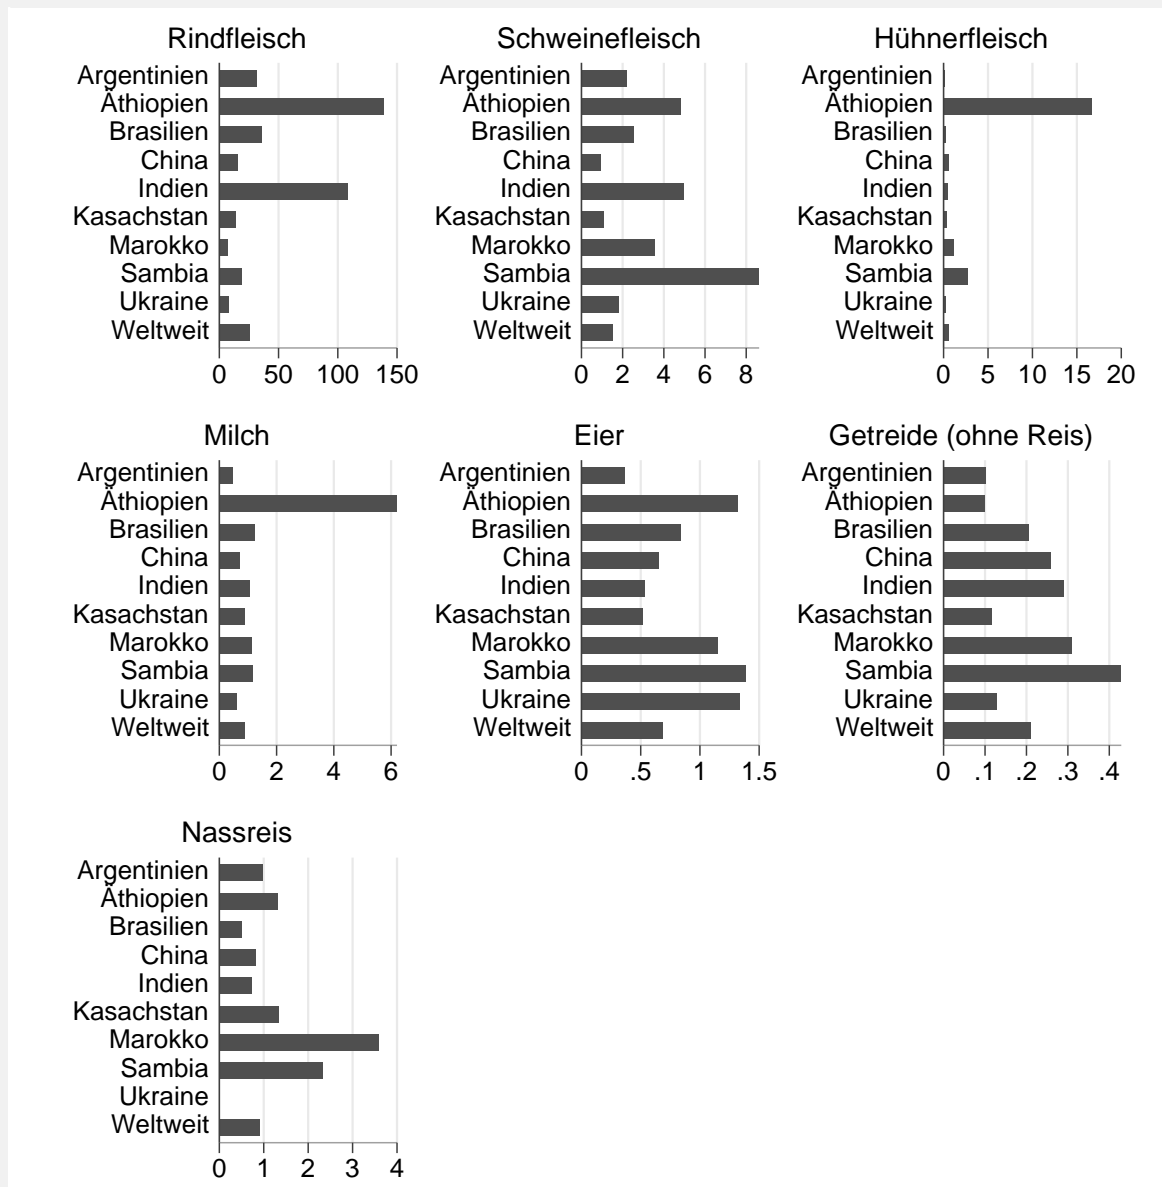 Rindfleisch
Argentinien
Äthiopien
Brasilien
China
Indien
Kasachstan
Marokko
Sambia
Ukraine
Weltweit
0 50 100 150
Schweinefleisch
Argentinien
Äthiopien
Brasilien
China
Indien
Kasachstan
Marokko
Sambia
Ukraine
Weltweit
0 2 4 6 8
Hühnerfleisch
Argentinien
Äthiopien
Brasilien
China
Indien
Kasachstan
Marokko
Sambia
Ukraine
Weltweit
0 5 10 15 20
Milch
Argentinien
Äthiopien
Brasilien
China
Indien
Kasachstan
Marokko
Sambia
Ukraine
Weltweit
0 2 4 6
Eier
Argentinien
Äthiopien
Brasilien
China
Indien
Kasachstan
Marokko
Sambia
Ukraine
Weltweit
0 .5 1 1.5
Getreide (ohne Reis)
Argentinien
Äthiopien
Brasilien
China
Indien
Kasachstan
Marokko
Sambia
Ukraine
Weltweit
0 .1 .2 .3 .4
Nassreis
Argentinien
Äthiopien
Brasilien
China
Indien
Kasachstan
Marokko
Sambia
Ukraine
Weltweit
0 1 2 3 4